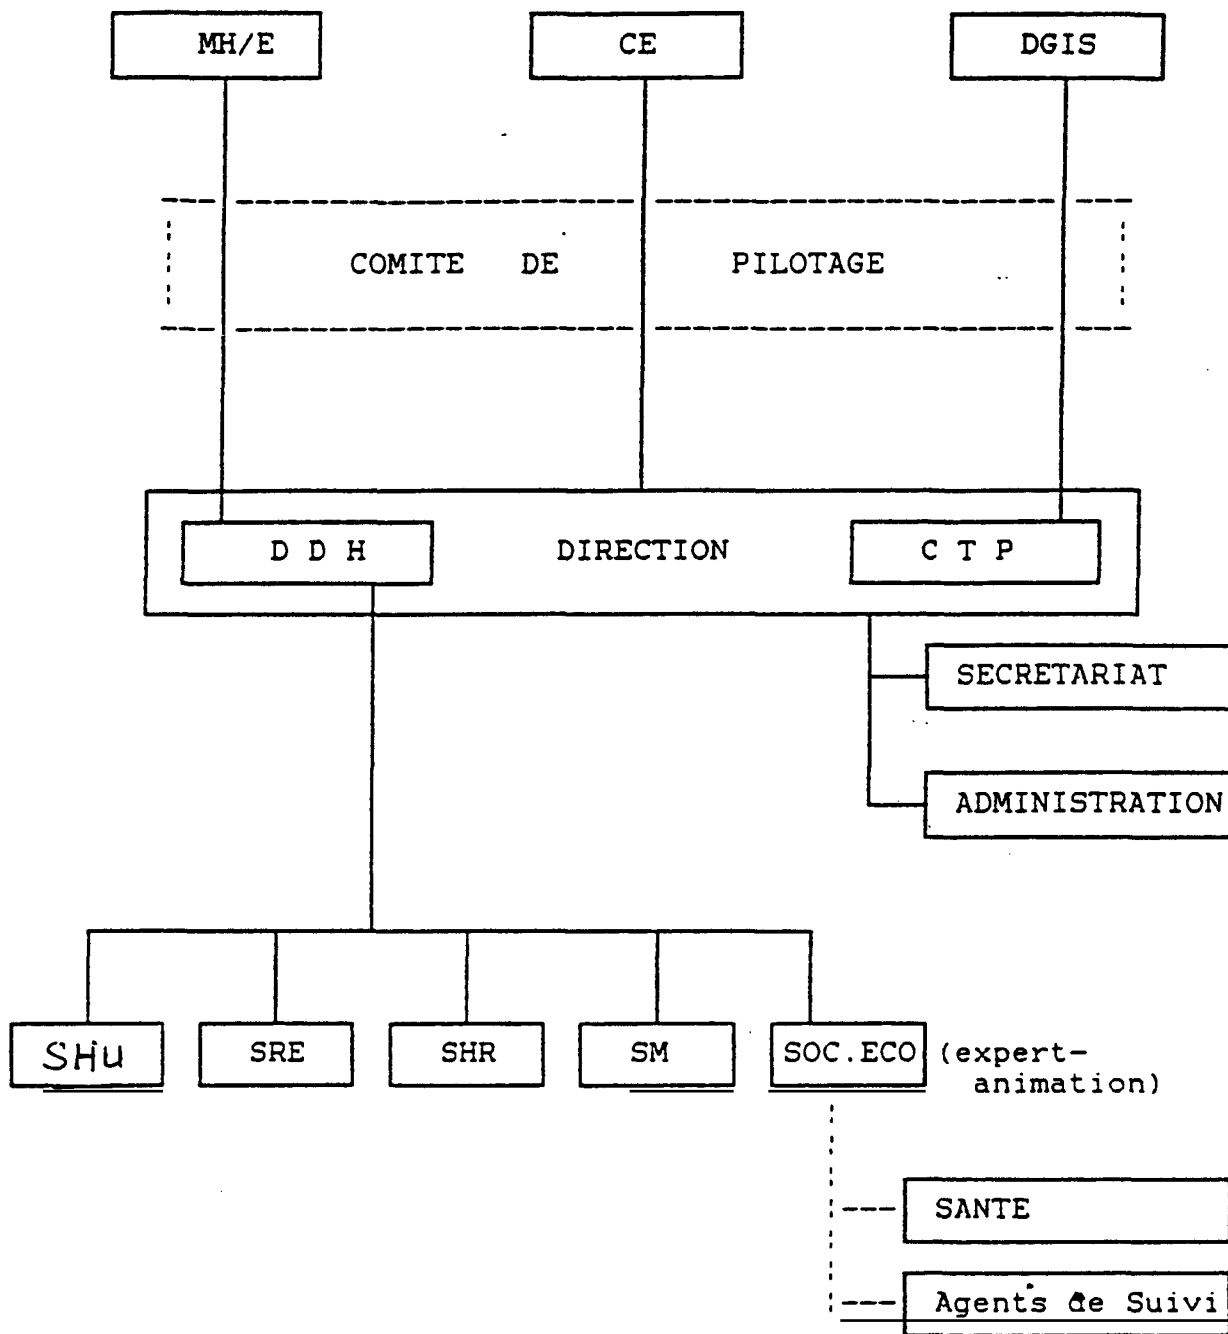 MH/E CE DGIS
COMITE DE PILOTAGE
D D H DIRECTION C T P
SECRETARIAT
ADMINISTRATION
SHU SRE SHR SM SOC.ECO (expert-
animation)
SANTE
Agents de Suivi